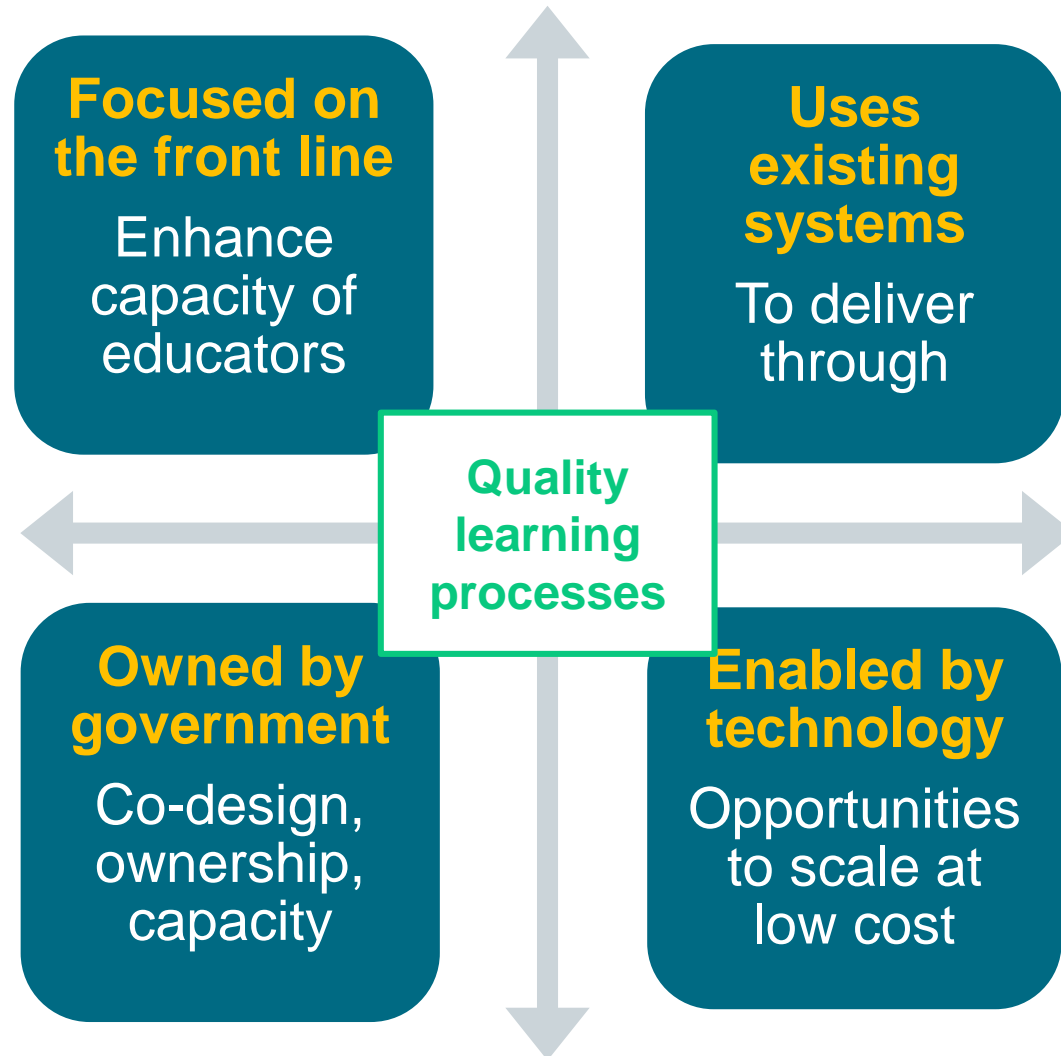 Focused on
the front line
Enhance
capacity of
educators
Uses
existing
systems
To deliver
through
Quality
learning
processes
Owned by
government
Co-design,
ownership,
capacity
Enabled by
technology
Opportunities
to scale at
low cost